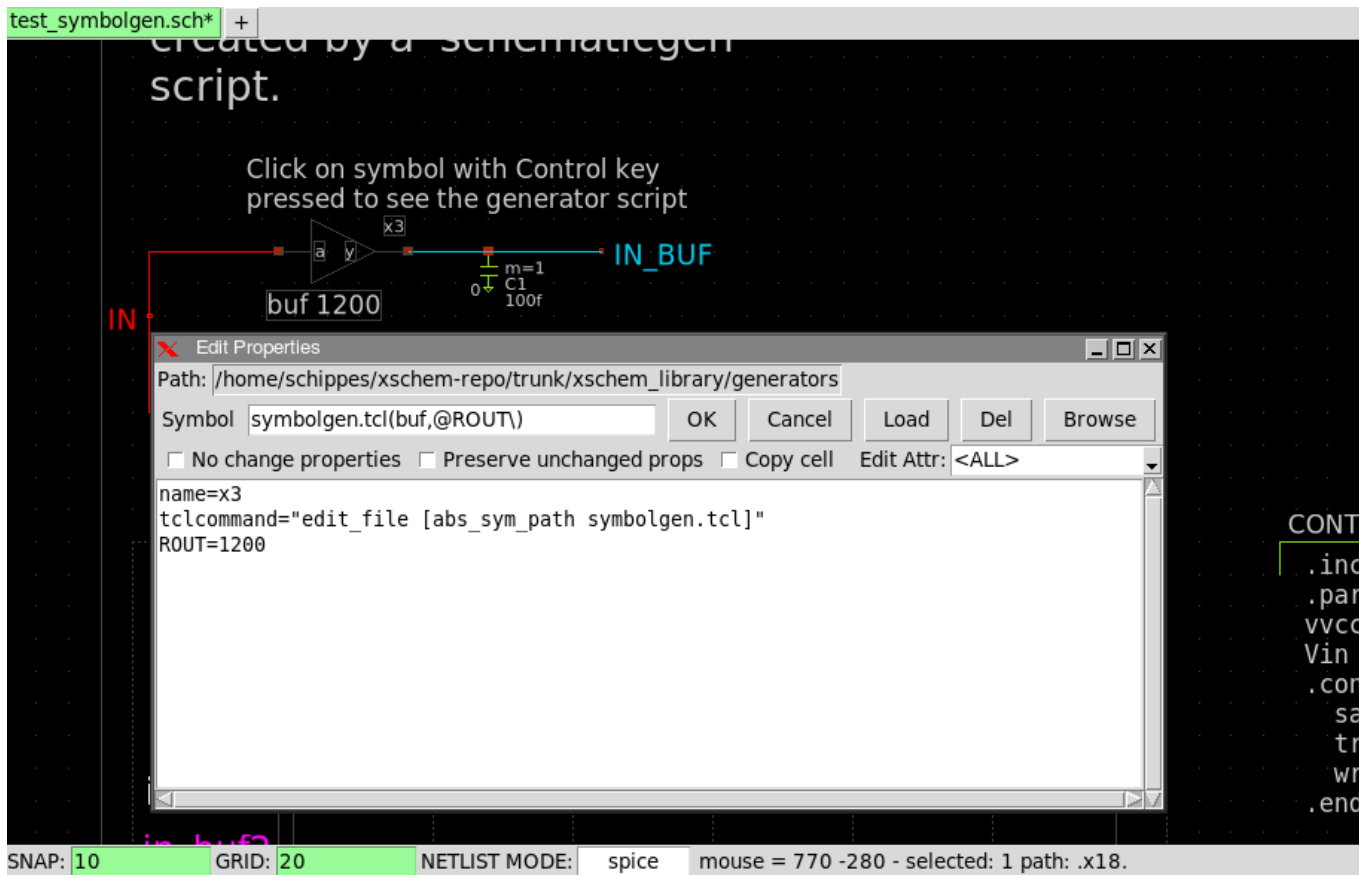 test_symbolgen.sch* +
created by a 'schematicgen'
script.
Click on symbol with Control key
pressed to see the generator script
x3
a y
IN_BUF
m=1
C1
0
100f
buf 1200
IN
Edit Properties
Path: /home/schippes/xschem-repo/trunk/xschem_library/generators
Symbol symbolgen.tcl(buf,@ROUT\) OK Cancel Load Del Browse
No change properties Preserve unchanged props Copy cell Edit Attr: <ALL>
name=x3
tclcommand="edit_file [abs_sym_path symbolgen.tcl]"
ROUT=1200
CONT
.inc
.par
vvcc
Vin
.con
sa
tr
wr
.end
in_buf2
SNAP: 10 GRID: 20 NETLIST MODE: spice mouse = 770 -280 - selected: 1 path: .x18.